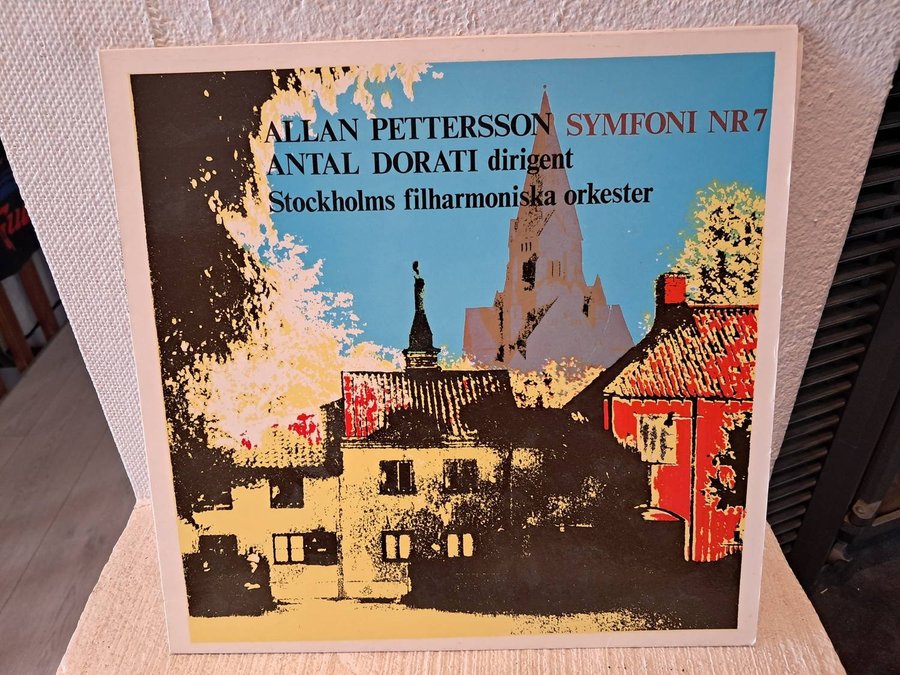 ALLAN PETTERSSON SYMFONI NR 7
ANTAL DORATI dirigent
Stockholms filharmoniska orkester